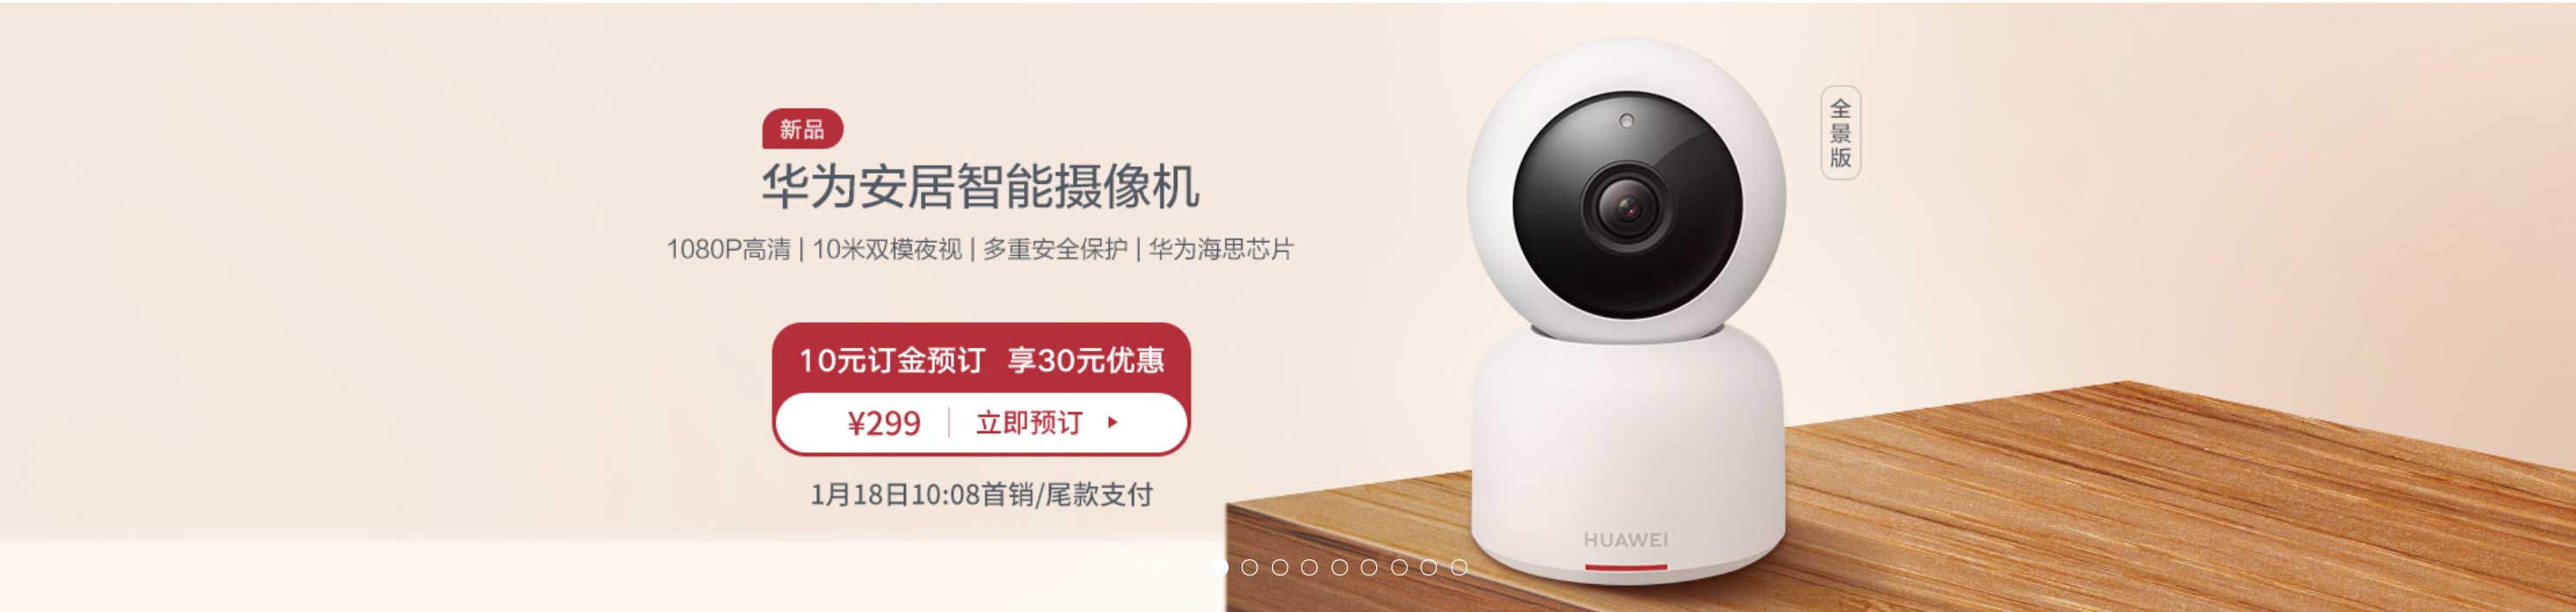 新品
华为安居智能摄像机
1080P高清 | 10米双模夜视 | 多重安全保护 | 华为海思芯片
10元订金预订 享30元优惠
¥299 | 立即预订
1月18日10:08首销/尾款支付
全景版
HUAWEI